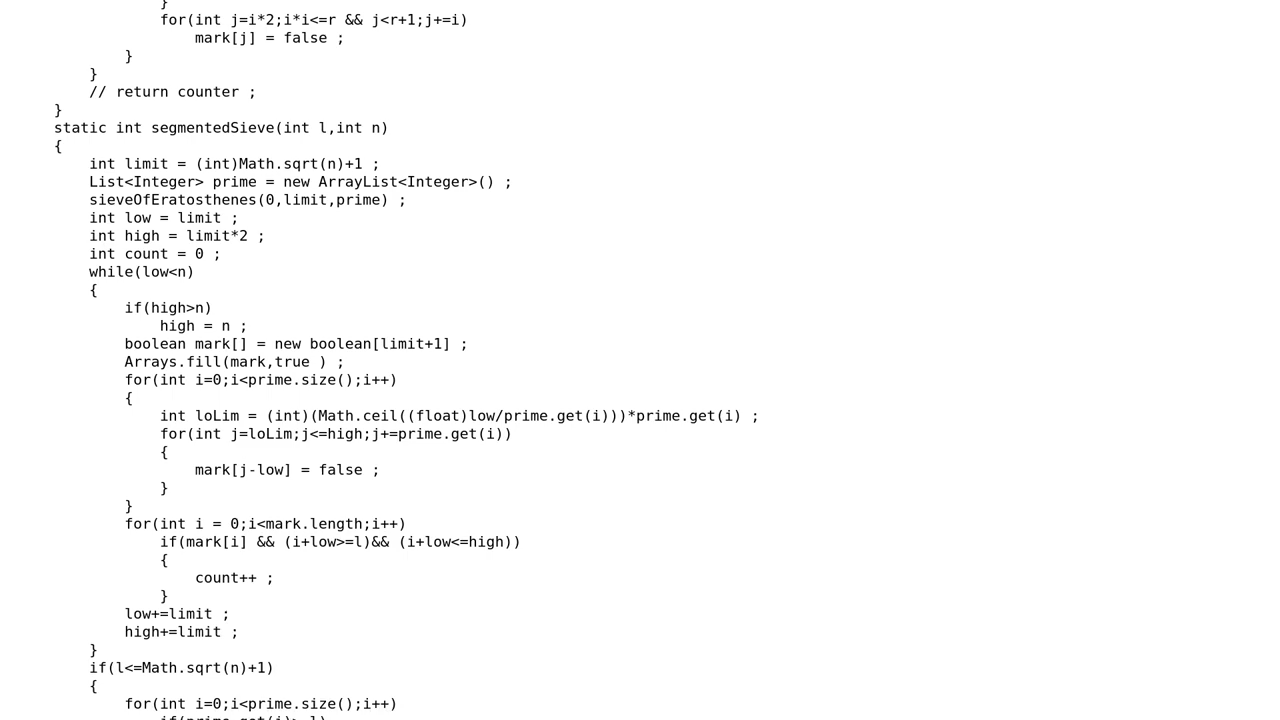 }
for(int j=i*2;i*i<=r && j<r+1;j+=i)
mark[j] = false ;
}
}
// return counter ;
}
static int segmentedSieve(int l,int n)
{
int limit = (int)Math.sqrt(n)+1 ;
List<Integer> prime = new ArrayList<Integer>() ;
sieveOfEratosthenes(0,limit,prime) ;
int low = limit ;
int high = limit*2 ;
int count = 0 ;
while(low<n)
{
if(high>n)
high = n ;
boolean mark[] = new boolean[limit+1] ;
Arrays.fill(mark,true ) ;
for(int i=0;i<prime.size();i++)
{
int loLim = (int)(Math.ceil((float)low/prime.get(i)))*prime.get(i) ;
for(int j=loLim;j<=high;j+=prime.get(i))
{
mark[j-low] = false ;
}
}
for(int i = 0;i<mark.length;i++)
if(mark[i] && (i+low>=l)&& (i+low<=high))
{
count++ ;
}
low+=limit ;
high+=limit ;
}
if(l<=Math.sqrt(n)+1)
{
for(int i=0;i<prime.size();i++)